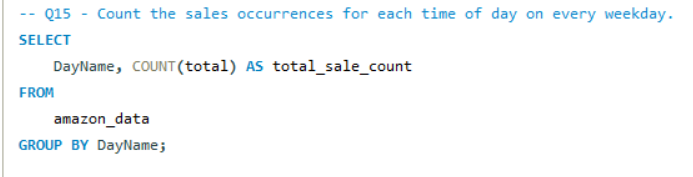 -- Q15 - Count the sales occurrences for each time of day on every weekday.
SELECT
    DayName, COUNT(total) AS total_sale_count
FROM
    amazon_data
GROUP BY DayName;